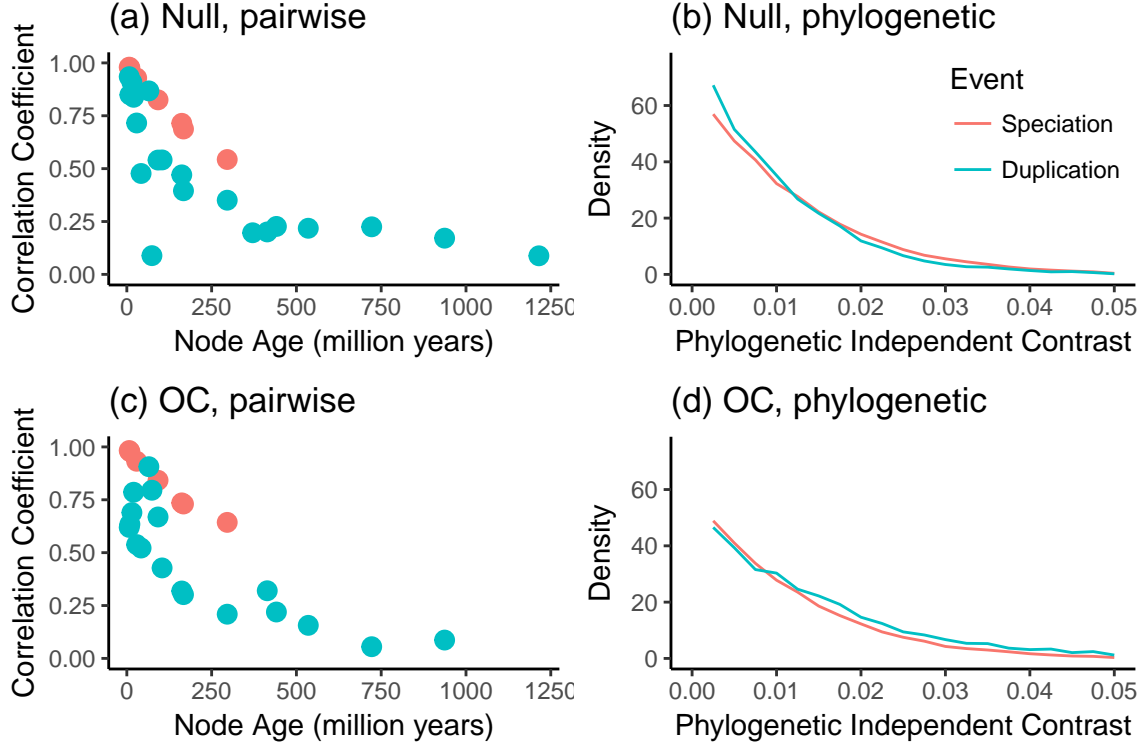 (a) Null, pairwise
Correlation Coefficient
1.00
0.75
0.50
0.25
0.00
0 250 500 750 1000 1250
Node Age (million years)
(b) Null, phylogenetic
Density
60
40
20
0
Event
Speciation
Duplication
0.00 0.01 0.02 0.03 0.04 0.05
Phylogenetic Independent Contrast
(c) OC, pairwise
Correlation Coefficient
1.00
0.75
0.50
0.25
0.00
0 250 500 750 1000 1250
Node Age (million years)
(d) OC, phylogenetic
Density
60
40
20
0
0.00 0.01 0.02 0.03 0.04 0.05
Phylogenetic Independent Contrast